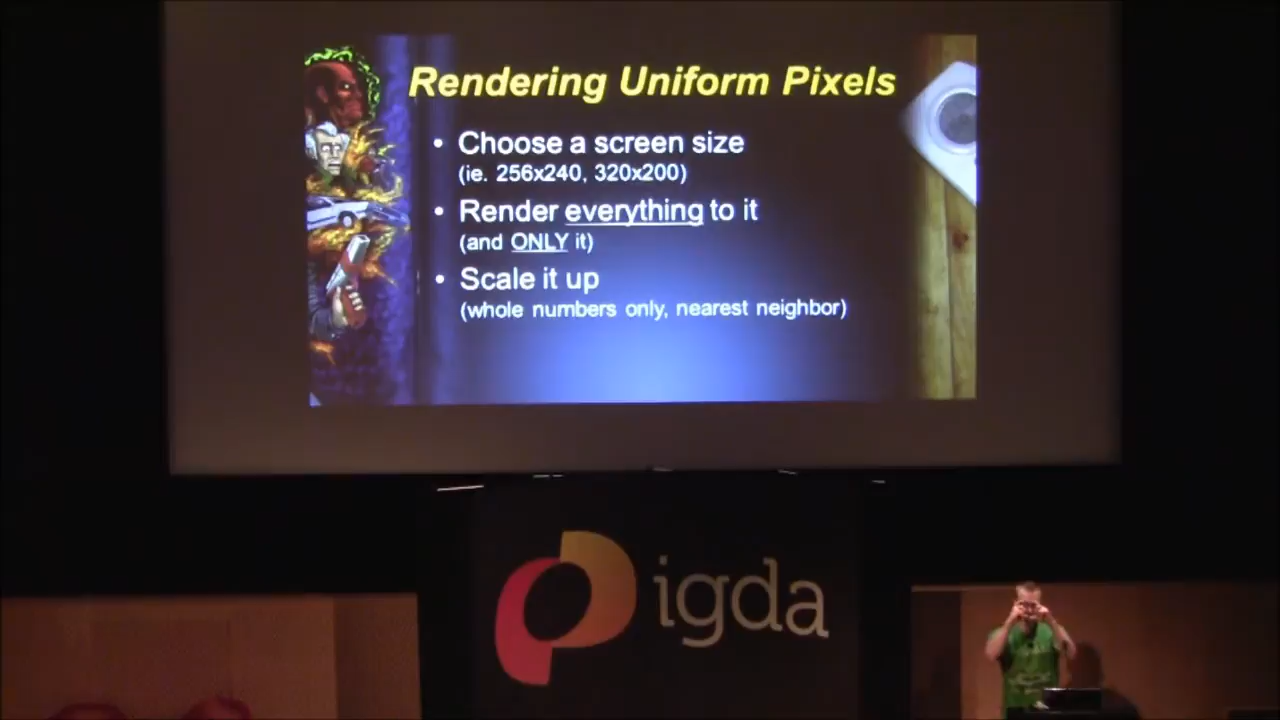 Rendering Uniform Pixels
• Choose a screen size
(ie. 256x240, 320x200)
• Render everything to it
(and ONLY it)
• Scale it up
(whole numbers only, nearest neighbor)
igda